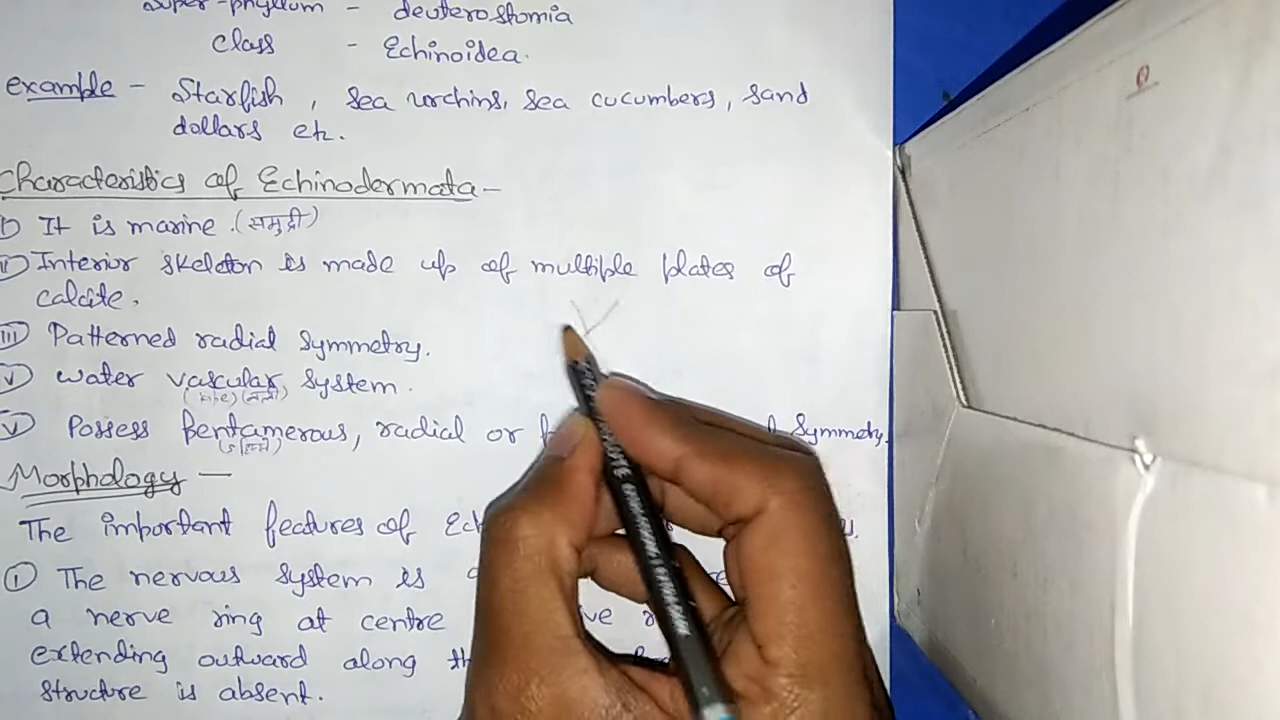 Super-phyllum - deuterostomia
Class - Echinoidea.
example - Starfish, Sea urchins, Sea cucumbers, Sand
dollars etc.
Characteristics of Echinodermata -
I) It is marine. (समुद्री)
II) Interior skeleton is made up of multiple plates of
calcite.
III) Patterned radial Symmetry.
V) Water vascular System.
V) Possess pentamerous, radial or Symmetry.
Morphology -
The important features of
① The nervous System is
a nerve ring at centre
extending outward along
structure is absent.